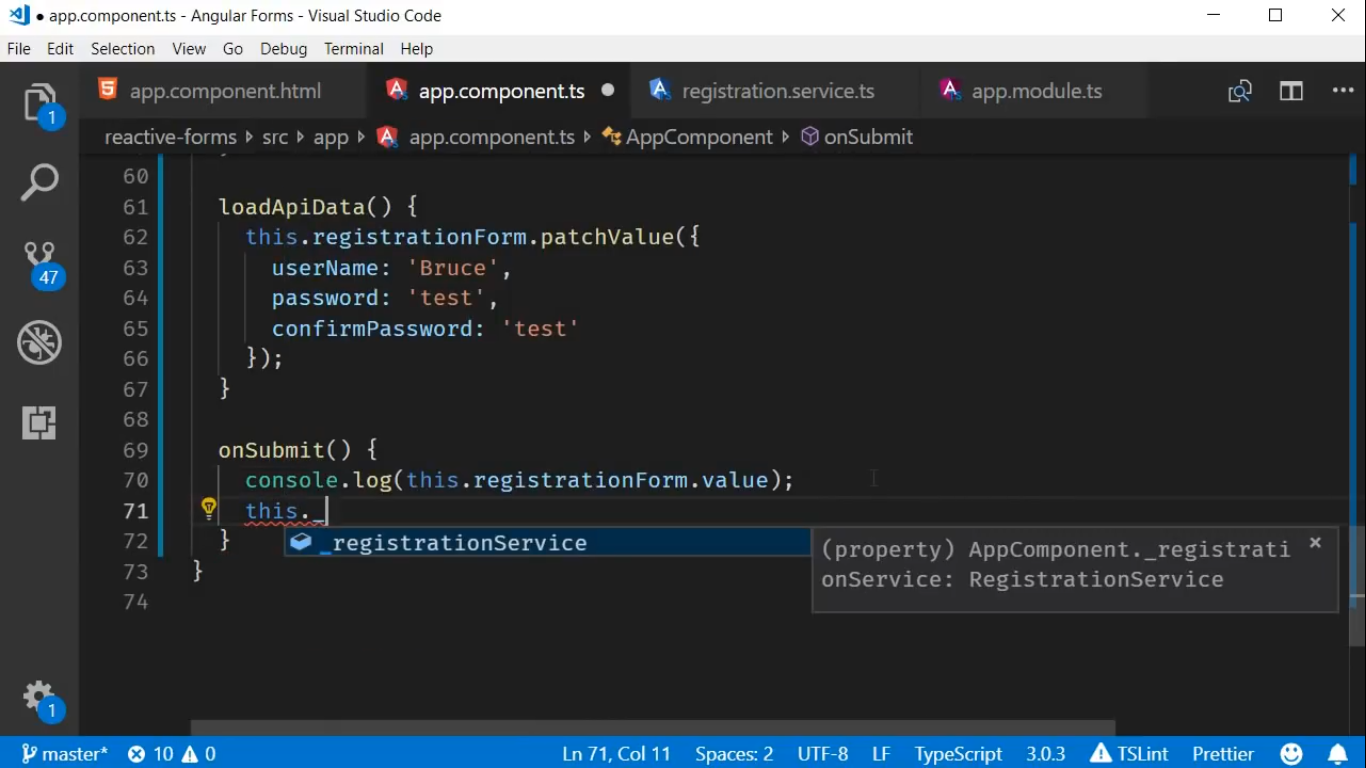 app.component.ts - Angular Forms - Visual Studio Code
File Edit Selection View Go Debug Terminal Help
app.component.html app.component.ts registration.service.ts app.module.ts
reactive-forms src app app.component.ts AppComponent onSubmit
60
61 loadApiData() {
62 this.registrationForm.patchValue({
63 userName: 'Bruce',
64 password: 'test',
65 confirmPassword: 'test'
66 });
67 }
68
69 onSubmit() {
70 console.log(this.registrationForm.value);
71 this._
72 }
_registrationService
(property) AppComponent._registrati
onService: RegistrationService
73 }
74
1
47
1
master* 10 0 Ln 71, Col 11 Spaces: 2 UTF-8 LF TypeScript 3.0.3 TSLint Prettier